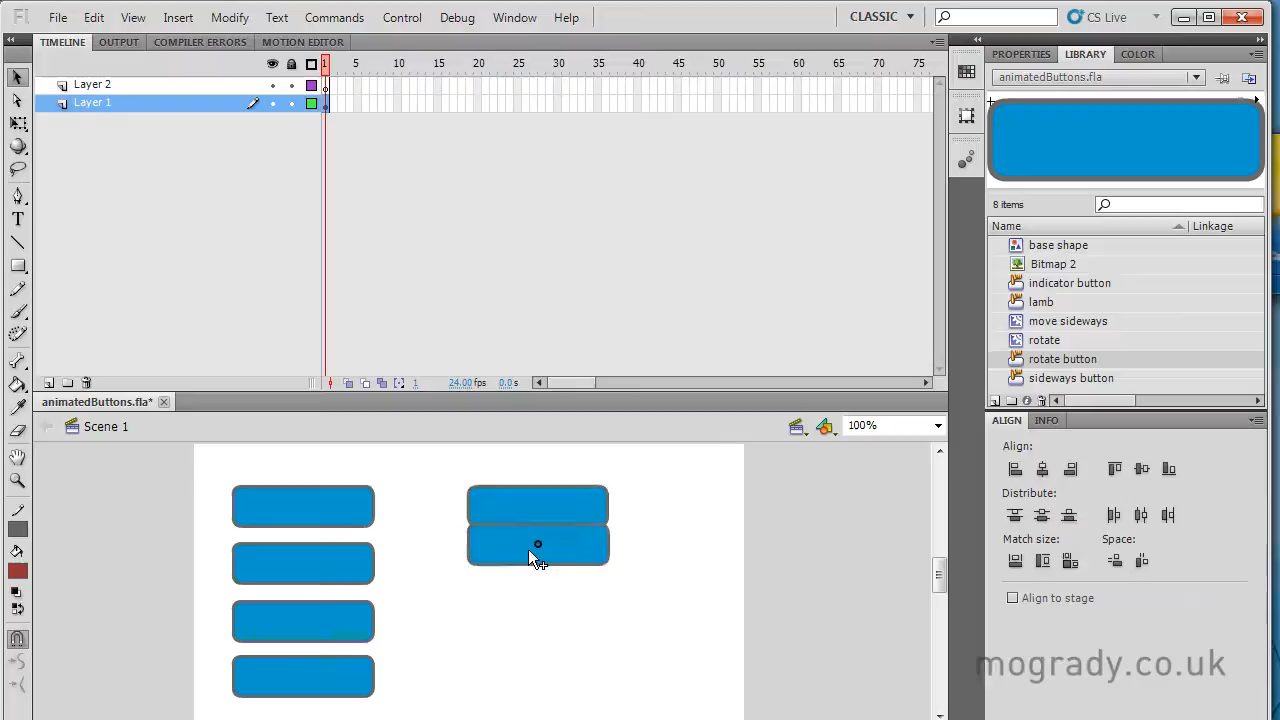 Fl File Edit View Insert Modify Text Commands Control Debug Window Help CLASSIC CS Live
TIMELINE OUTPUT COMPILER ERRORS MOTION EDITOR
1 5 10 15 20 25 30 35 40 45 50 55 60 65 70 75
Layer 2
Layer 1
1 24.00 fps 0.0 s
animatedButtons.fla*
Scene 1
100%
PROPERTIES LIBRARY COLOR
animatedButtons.fla
8 items
Name Linkage
base shape
Bitmap 2
indicator button
lamb
move sideways
rotate
rotate button
sideways button
ALIGN INFO
Align:
Distribute:
Match size: Space:
Align to stage
mogrady.co.uk